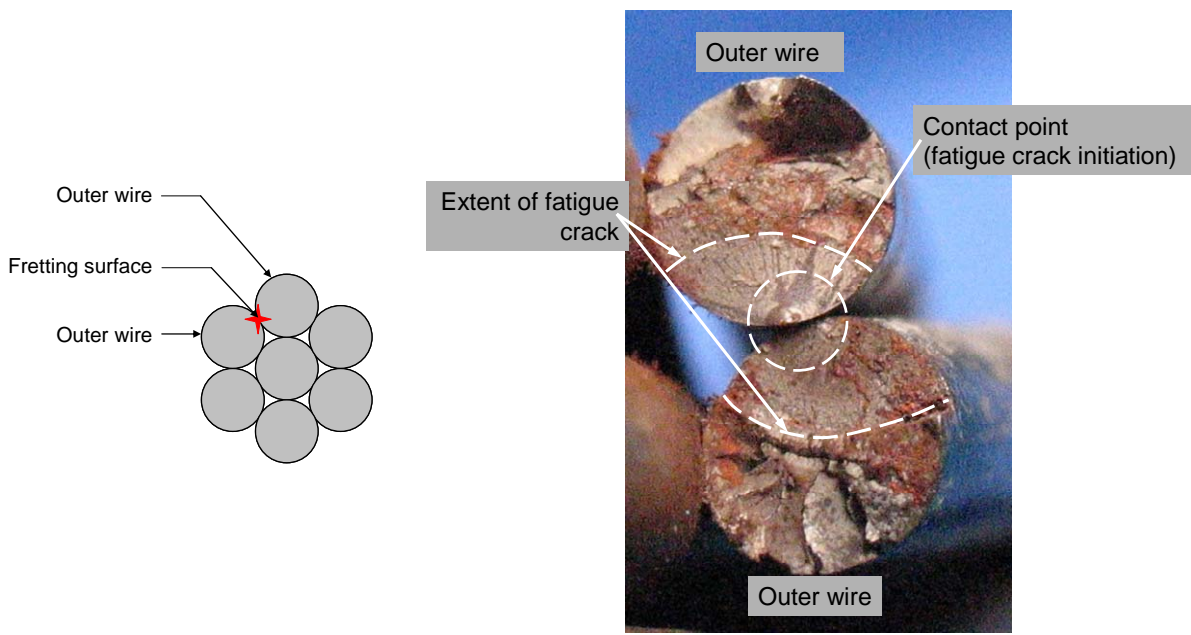 Outer wire
Fretting surface
Outer wire
Outer wire
Contact point
(fatigue crack initiation)
Extent of fatigue
crack
Outer wire